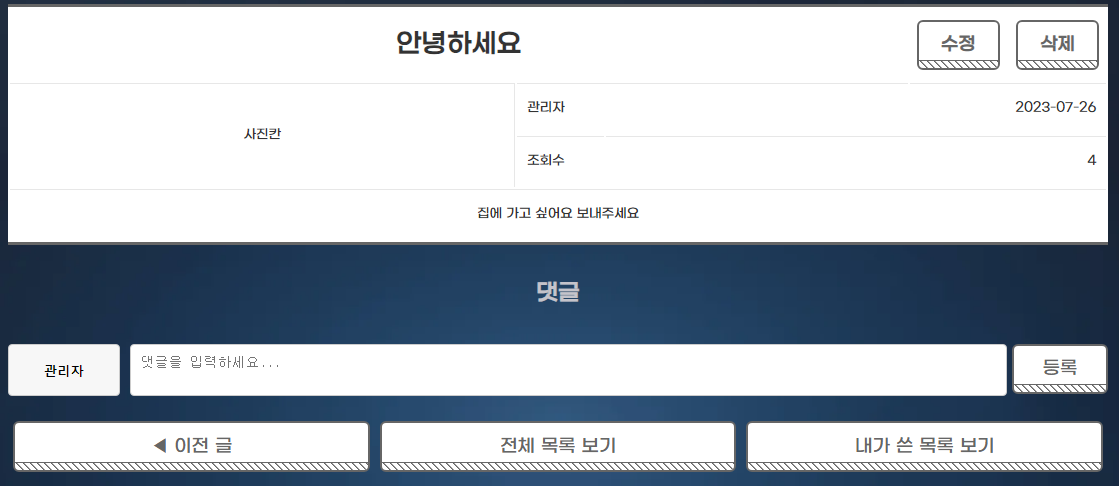 안녕하세요 수정 삭제
관리자 2023-07-26
사진칸
조회수 4
집에 가고 싶어요 보내주세요
댓글
관리자 댓글을 입력하세요... 등록
◀ 이전 글 전체 목록 보기 내가 쓴 목록 보기